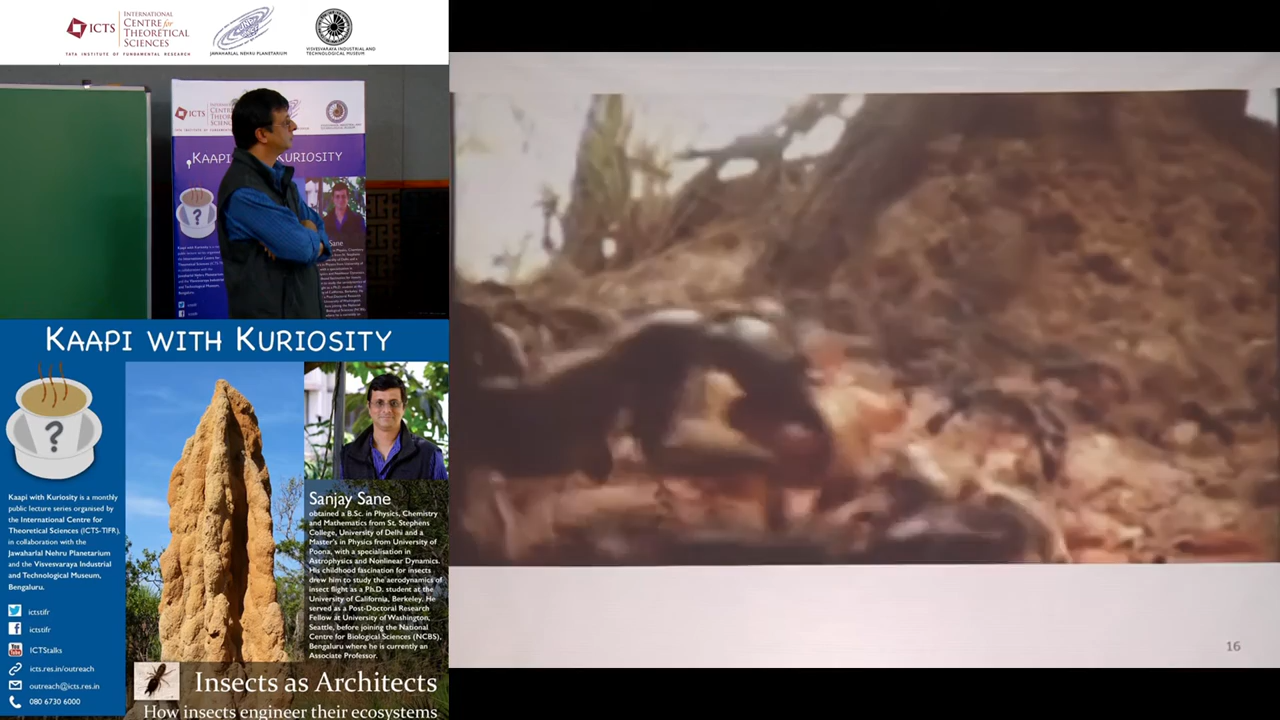 ICTS
INTERNATIONAL
CENTRE for
THEORETICAL
SCIENCES
TATA INSTITUTE OF FUNDAMENTAL RESEARCH
JAWAHARLAL NEHRU PLANETARIUM
VISVESVARAYA INDUSTRIAL AND
TECHNOLOGICAL MUSEUM
ICTS
KAAPI
KURIOSITY
?
Sane
KAAPI WITH KURIOSITY
?
Kaapi with Kuriosity is a monthly
public lecture series organised by
the International Centre for
Theoretical Sciences (ICTS-TIFR),
in collaboration with the
Jawaharlal Nehru Planetarium
and the Visvesvaraya Industrial
and Technological Museum,
Bengaluru.
ictstifr
ictstifr
ICTStalks
icts.res.in/outreach
outreach@icts.res.in
080 6730 6000
Sanjay Sane
obtained a B.Sc. in Physics, Chemistry
and Mathematics from St. Stephens
College, University of Delhi and a
Master's in Physics from University of
Poona, with a specialisation in
Astrophysics and Nonlinear Dynamics.
His childhood fascination for insects
drew him to study the aerodynamics of
insect flight as a Ph.D. student at the
University of California, Berkeley. He
served as a Post-Doctoral Research
Fellow at University of Washington,
Seattle, before joining the National
Centre for Biological Sciences (NCBS),
Bengaluru where he is currently an
Associate Professor.
Insects as Architects
How insects engineer their ecosystems
16